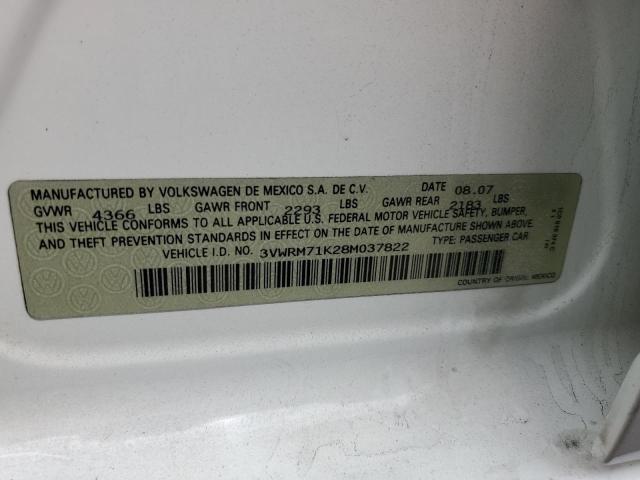 MANUFACTURED BY VOLKSWAGEN DE MEXICO S.A. DE C.V. DATE 08.07
GVWR 4366 LBS GAWR FRONT 2293 LBS GAWR REAR 2183 LBS
THIS VEHICLE CONFORMS TO ALL APPLICABLE U.S. FEDERAL MOTOR VEHICLE SAFETY, BUMPER,
AND THEFT PREVENTION STANDARDS IN EFFECT ON THE DATE OF MANUFACTURE SHOWN ABOVE.
VEHICLE I.D. NO. 3VWRM71K28M037822 TYPE: PASSENGER CAR
COUNTRY OF ORIGIN: MEXICO